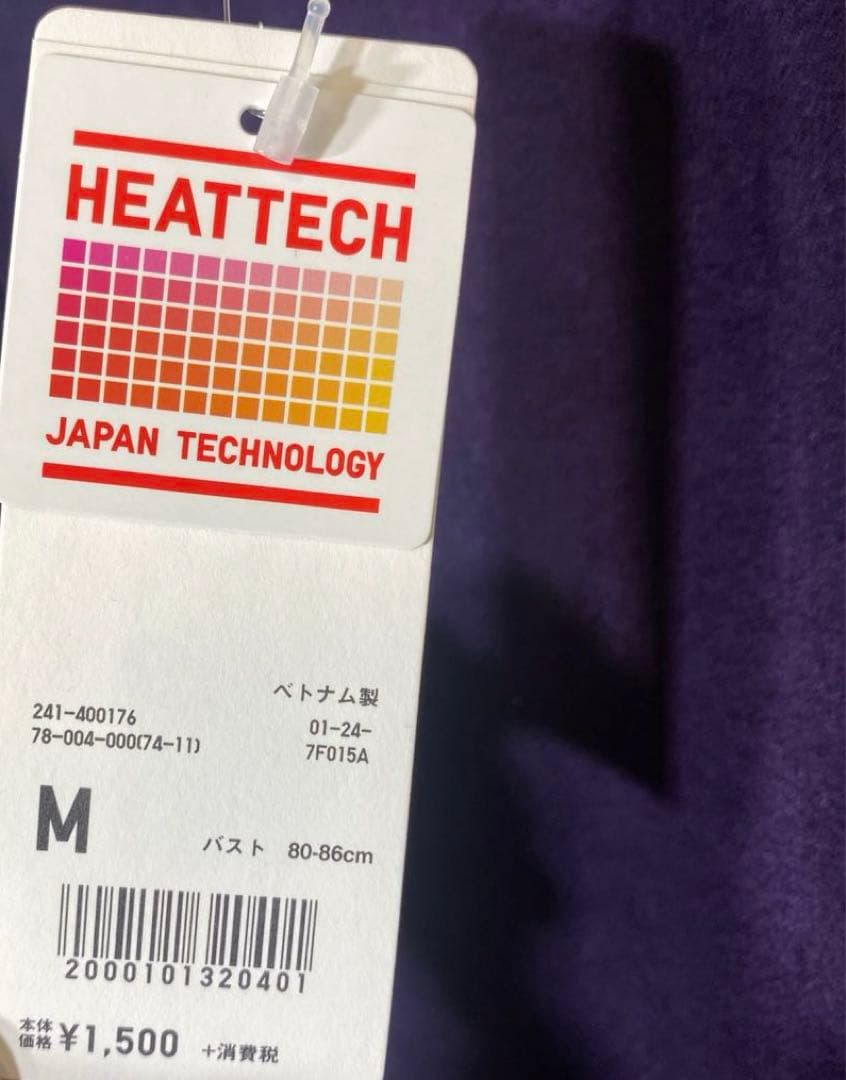 HEATTECH
JAPAN TECHNOLOGY
ベトナム製
241-400176
01-24-
78-004-000(74-11)
7F015A
M
バスト 80-86cm
2000101320401
本体
価格 ¥1,500 +消費税